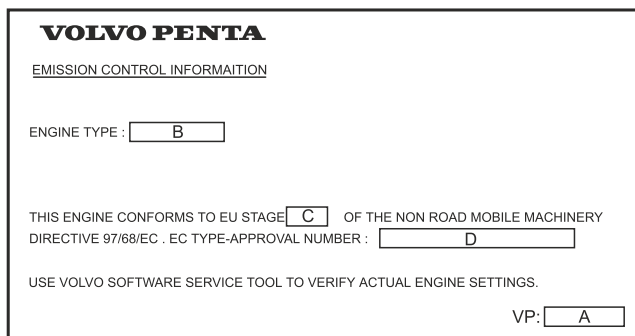 VOLVO PENTA
EMISSION CONTROL INFORMAITION
ENGINE TYPE : B
THIS ENGINE CONFORMS TO EU STAGE C OF THE NON ROAD MOBILE MACHINERY
DIRECTIVE 97/68/EC . EC TYPE-APPROVAL NUMBER : D
USE VOLVO SOFTWARE SERVICE TOOL TO VERIFY ACTUAL ENGINE SETTINGS.
VP: A